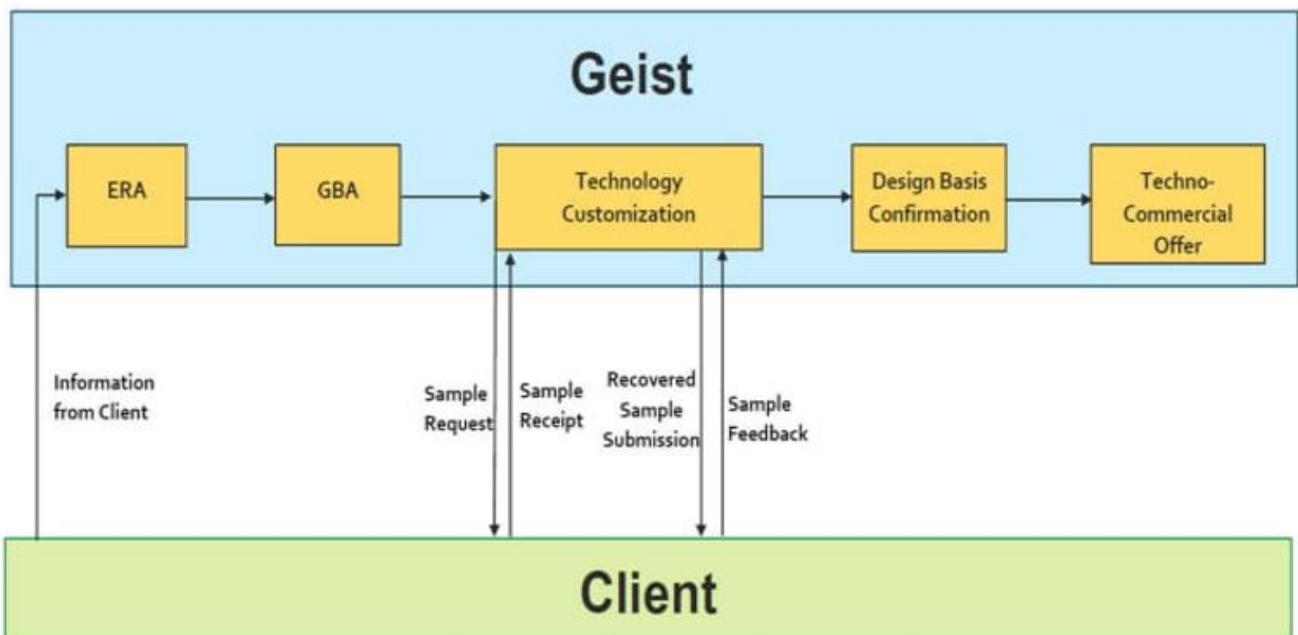 Geist
ERA
GBA
Technology
Customization
Design Basis
Confirmation
Techno-
Commercial
Offer
Information
from Client
Sample
Request
Sample
Receipt
Recovered
Sample
Submission
Sample
Feedback
Client